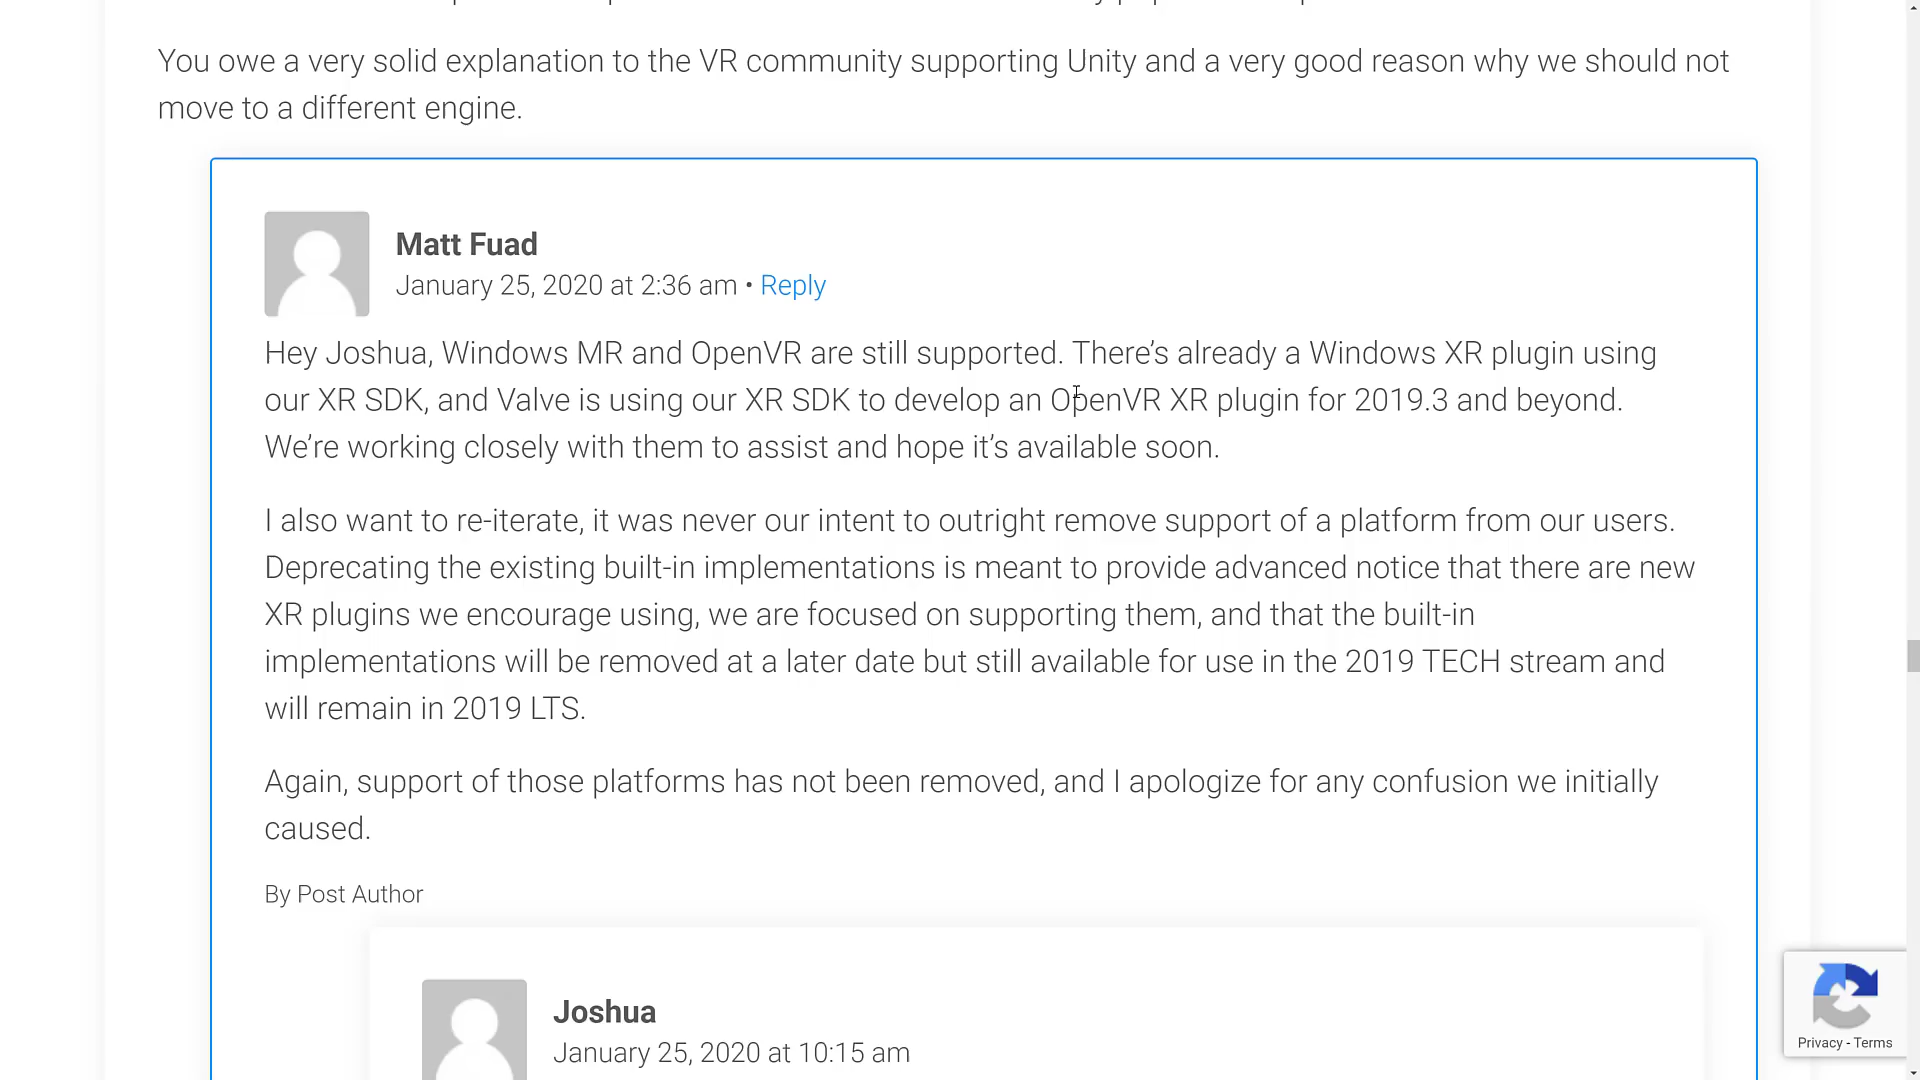 You owe a very solid explanation to the VR community supporting Unity and a very good reason why we should not
move to a different engine.
Matt Fuad
January 25, 2020 at 2:36 am • Reply
Hey Joshua, Windows MR and OpenVR are still supported. There’s already a Windows XR plugin using
our XR SDK, and Valve is using our XR SDK to develop an OpenVR XR plugin for 2019.3 and beyond.
We’re working closely with them to assist and hope it’s available soon.
I also want to re-iterate, it was never our intent to outright remove support of a platform from our users.
Deprecating the existing built-in implementations is meant to provide advanced notice that there are new
XR plugins we encourage using, we are focused on supporting them, and that the built-in
implementations will be removed at a later date but still available for use in the 2019 TECH stream and
will remain in 2019 LTS.
Again, support of those platforms has not been removed, and I apologize for any confusion we initially
caused.
By Post Author
Joshua
January 25, 2020 at 10:15 am
Privacy - Terms